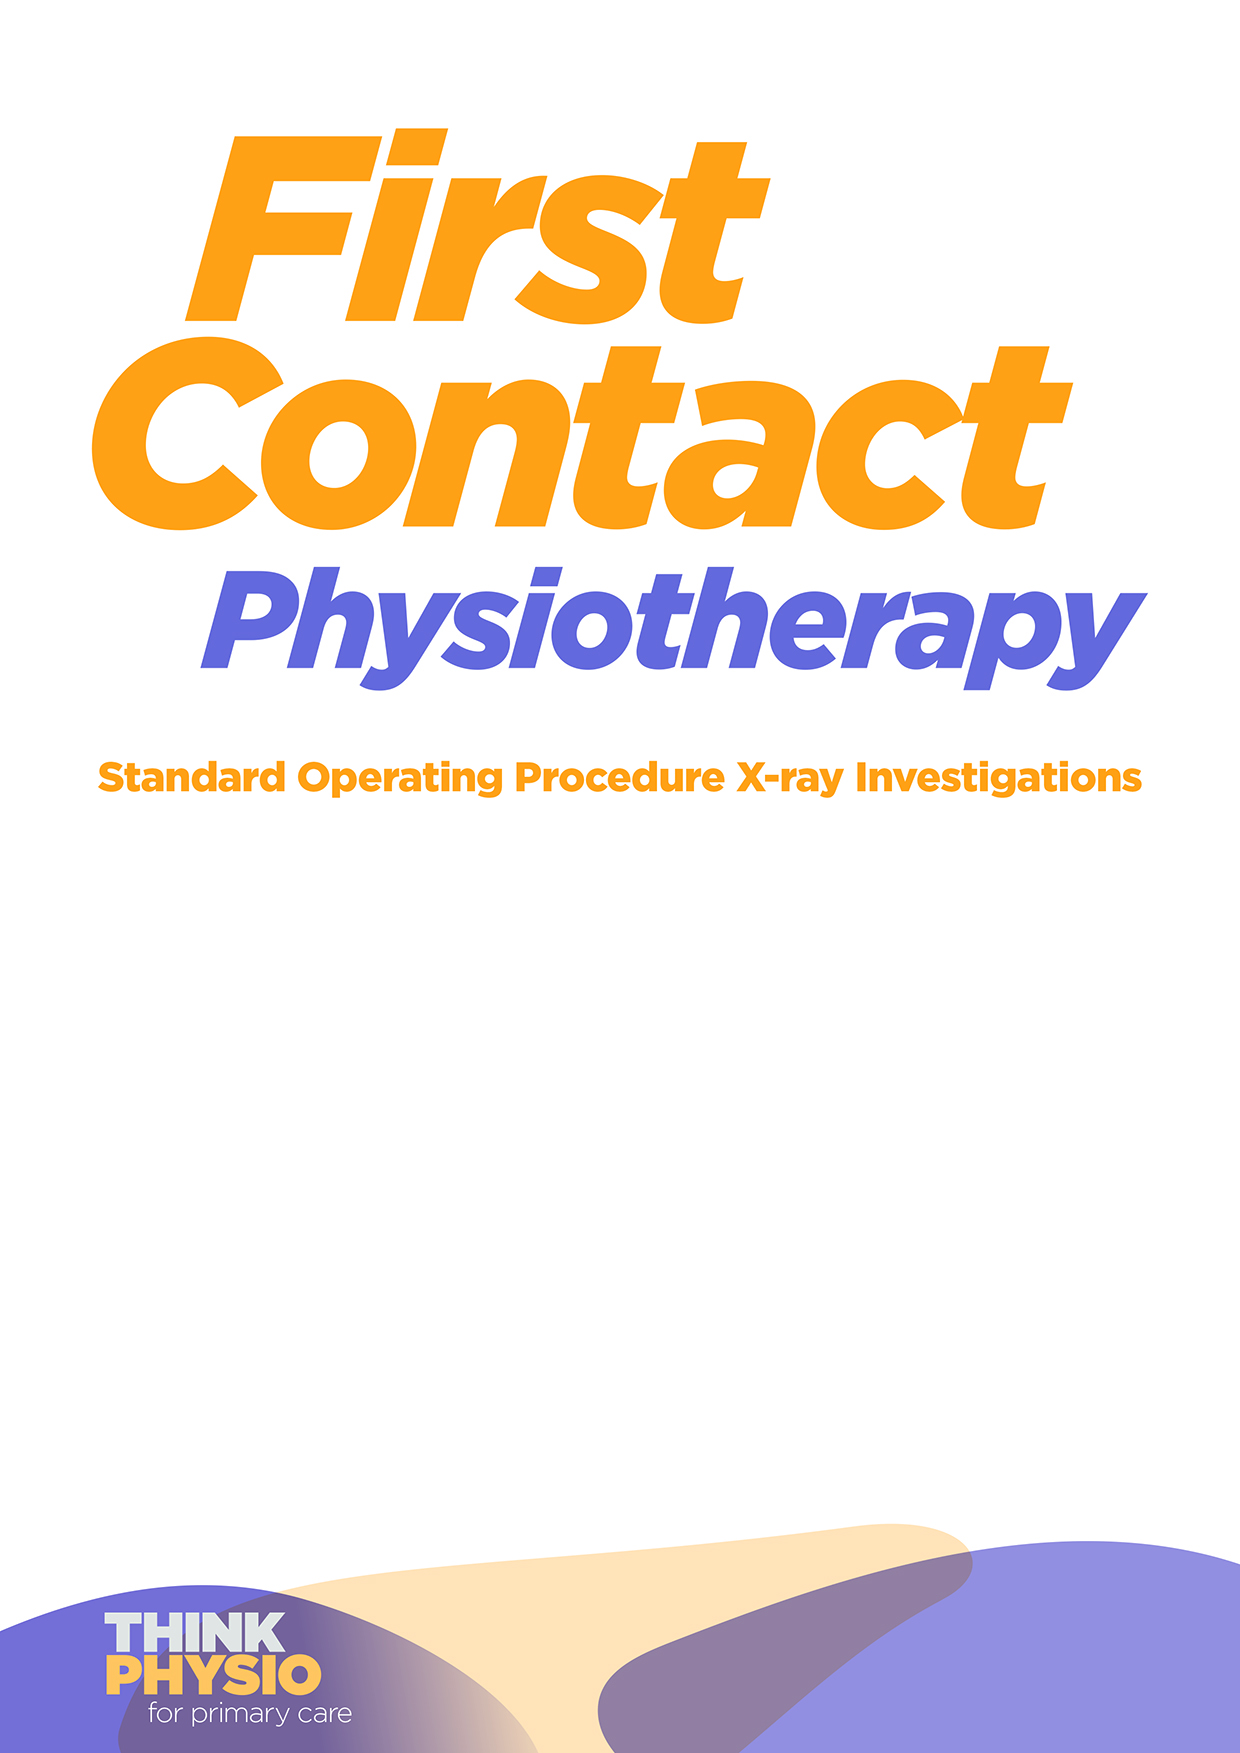 First
Contact
Physiotherapy
Standard Operating Procedure X-ray Investigations
THINK
PHYSIO
for primary care